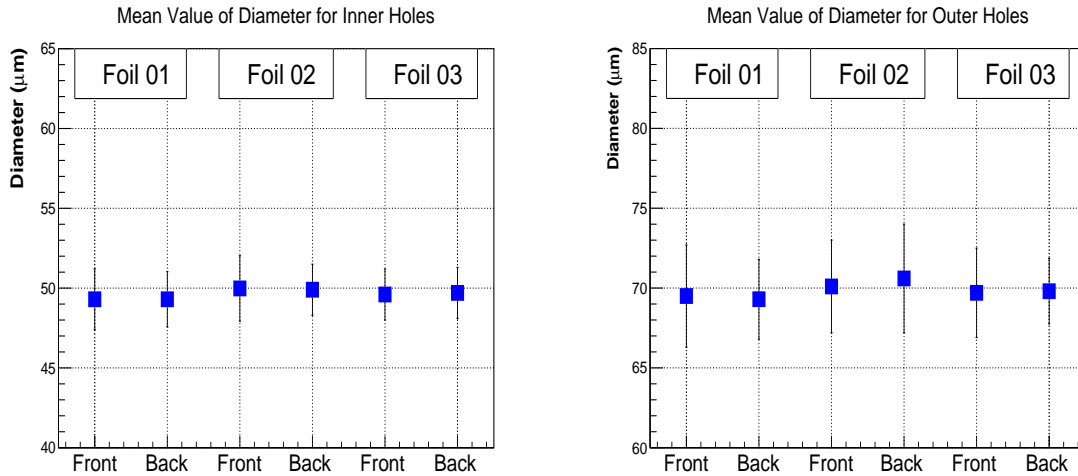 Mean Value of Diameter for Inner Holes
Diameter (μm)
65
60
55
50
45
40
Foil 01
Foil 02
Foil 03
Front Back Front Back Front Back
Mean Value of Diameter for Outer Holes
Diameter (μm)
85
80
75
70
65
60
Foil 01
Foil 02
Foil 03
Front Back Front Back Front Back